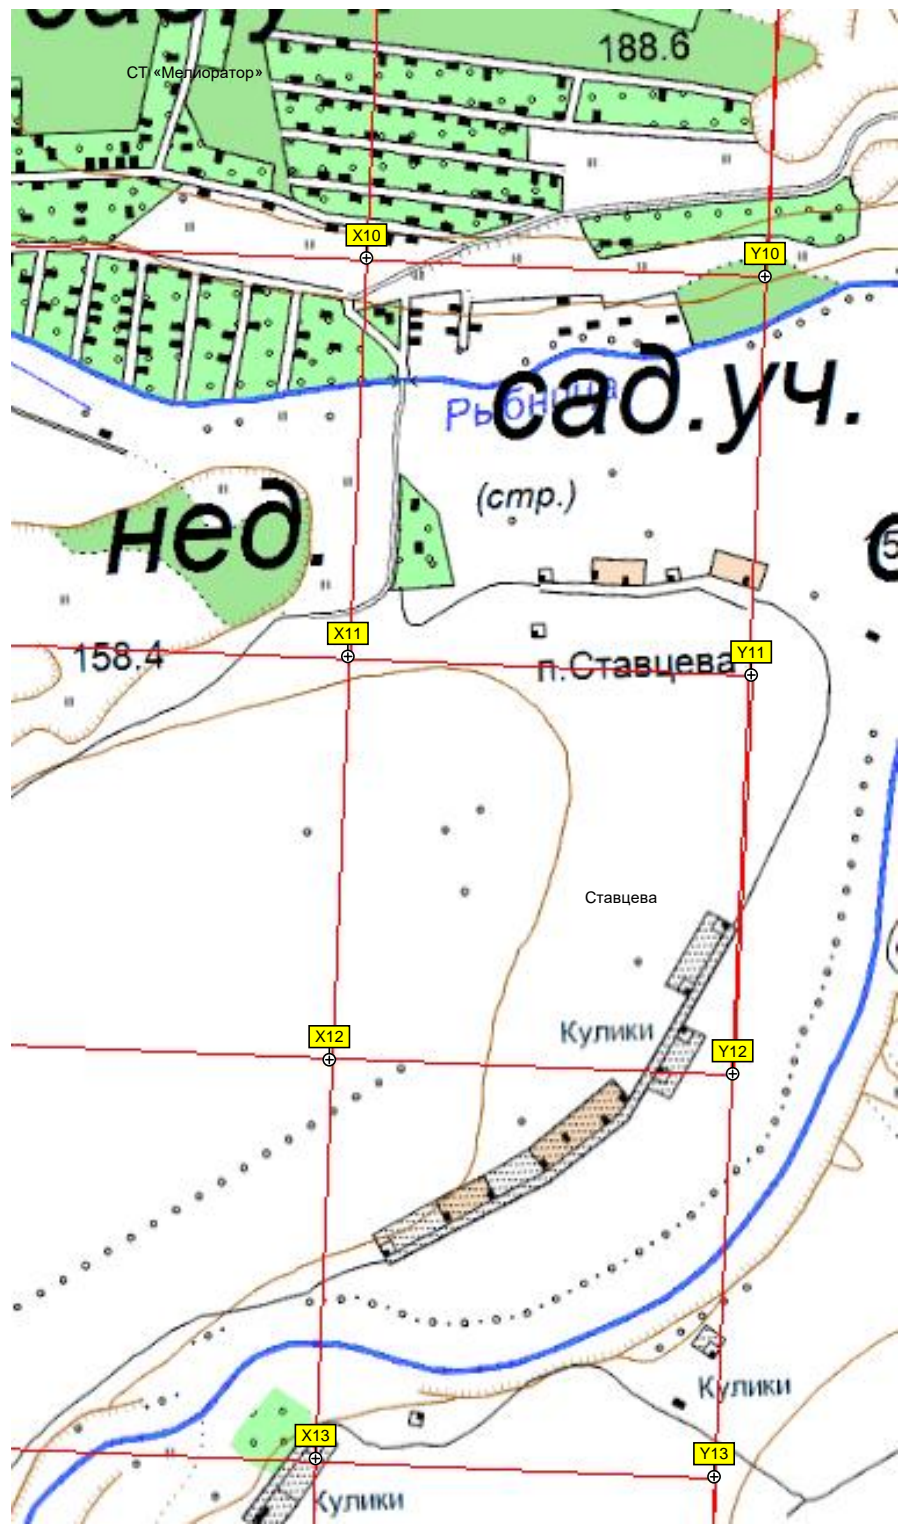 188.6
СТ «Мелиоратор»
X10
Y10
Рыбница
сад.уч.
(стр.)
нед.
X11
Y11
158.4
п.Ставцева
Ставцева
Кулики
X12
Y12
Кулики
X13
Y13
Кулики